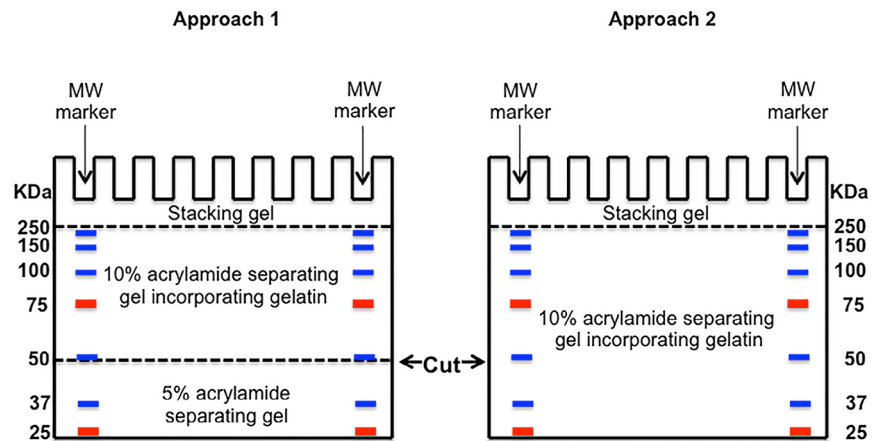 Approach 1
Approach 2
MW
marker
MW
marker
MW
marker
MW
marker
KDa
KDa
Stacking gel
Stacking gel
250
250
150
150
100
100
10% acrylamide separating
gel incorporating gelatin
75
75
10% acrylamide separating
gel incorporating gelatin
50
Cut
50
5% acrylamide
separating gel
37
37
25
25